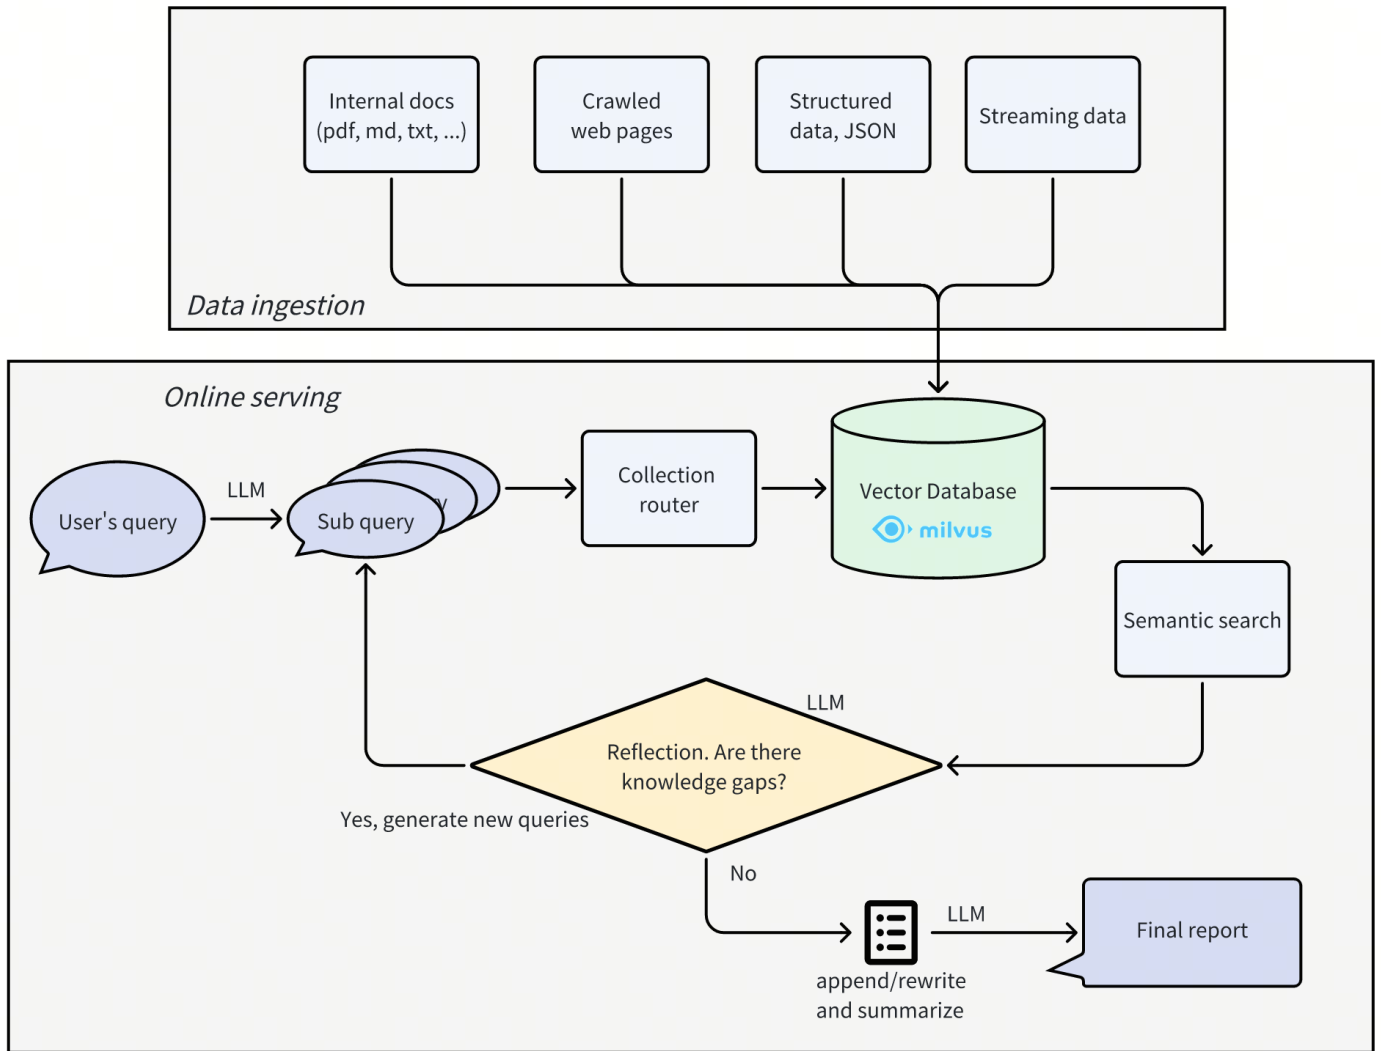 Internal docs
(pdf, md, txt, ...)
Crawled
web pages
Structured
data, JSON
Streaming data
Data ingestion
Online serving
User's query
LLM
Sub query
Collection
router
Vector Database
milvus
Semantic search
LLM
Reflection. Are there
knowledge gaps?
Yes, generate new queries
No
LLM
Final report
append/rewrite
and summarize